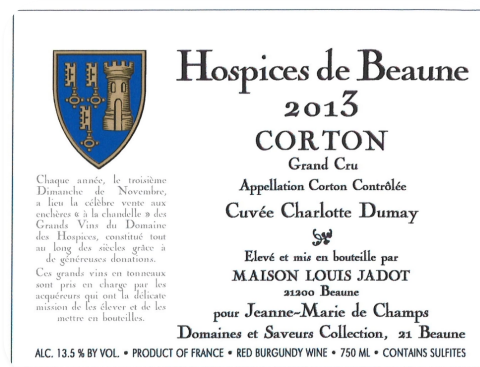 Hospices de Beaune
2013
CORTON
Grand Cru
Appellation Corton Contrôlée
Cuvée Charlotte Dumay
Elevé et mis en bouteille par
MAISON LOUIS JADOT
21200 Beaune
pour Jeanne-Marie de Champs
Domaines et Saveurs Collection, 21 Beaune
Chaque année, le troisième
Dimanche de Novembre,
a lieu la célèbre vente aux
enchères « à la chandelle » des
Grands Vins du Domaine
des Hospices, constitué tout
au long des siècles grâce à
de généreuses donations.
Ces grands vins en tonneaux
sont pris en charge par les
acquéreurs qui ont la délicate
mission de les élever et de les
mettre en bouteilles.
ALC. 13.5 % BY VOL. • PRODUCT OF FRANCE • RED BURGUNDY WINE • 750 ML • CONTAINS SULFITES